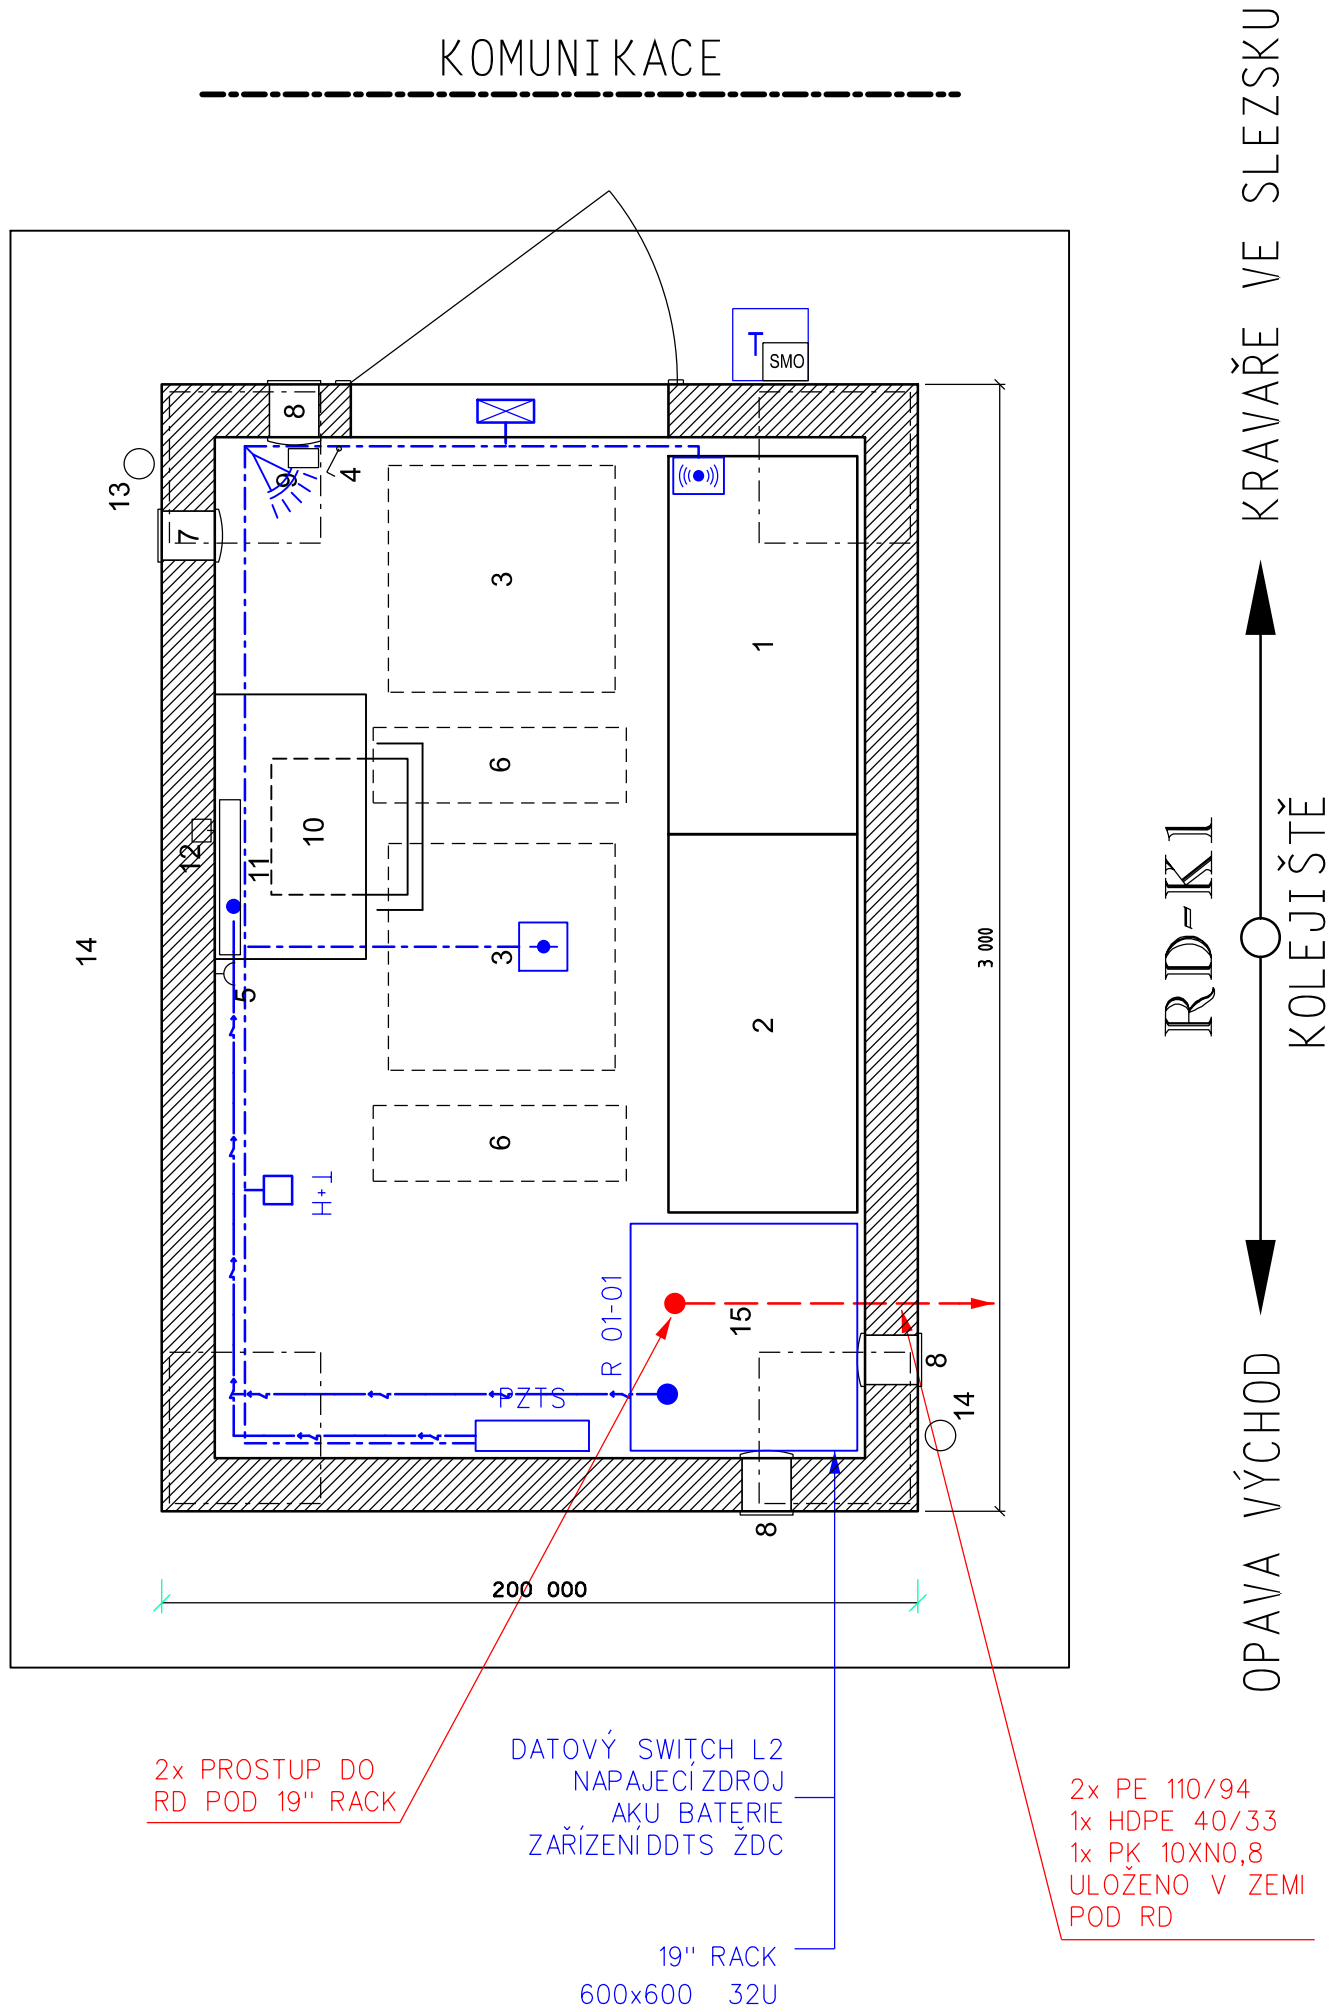 KOMUNIKACE
KRAVAŘE VE SLEZSKU
T
SMO
8
13
9
4
7
3
1
6
10
12
11
14
3
5
2
3 000
RD-K1
KOLEJIŠTĚ
6
T+H
R 01-01
15
PZTS
8
14
8
OPAVA VÝCHOD
200 000
2x PROSTUP DO
RD POD 19" RACK
DATOVÝ SWITCH L2
NAPAJECÍ ZDROJ
AKU BATERIE
ZAŘÍZENÍ DDTS ŽDC
19" RACK
600x600 32U
2x PE 110/94
1x HDPE 40/33
1x PK 10XN0,8
ULOŽENO V ZEMI
POD RD